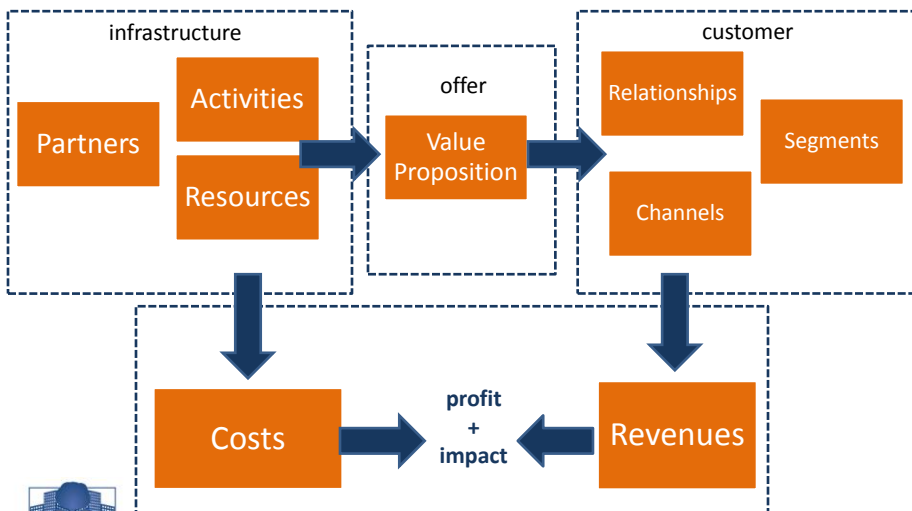 infrastructure
Partners
Activities
Resources
offer
Value
Proposition
customer
Relationships
Segments
Channels
Costs
profit
+
impact
Revenues